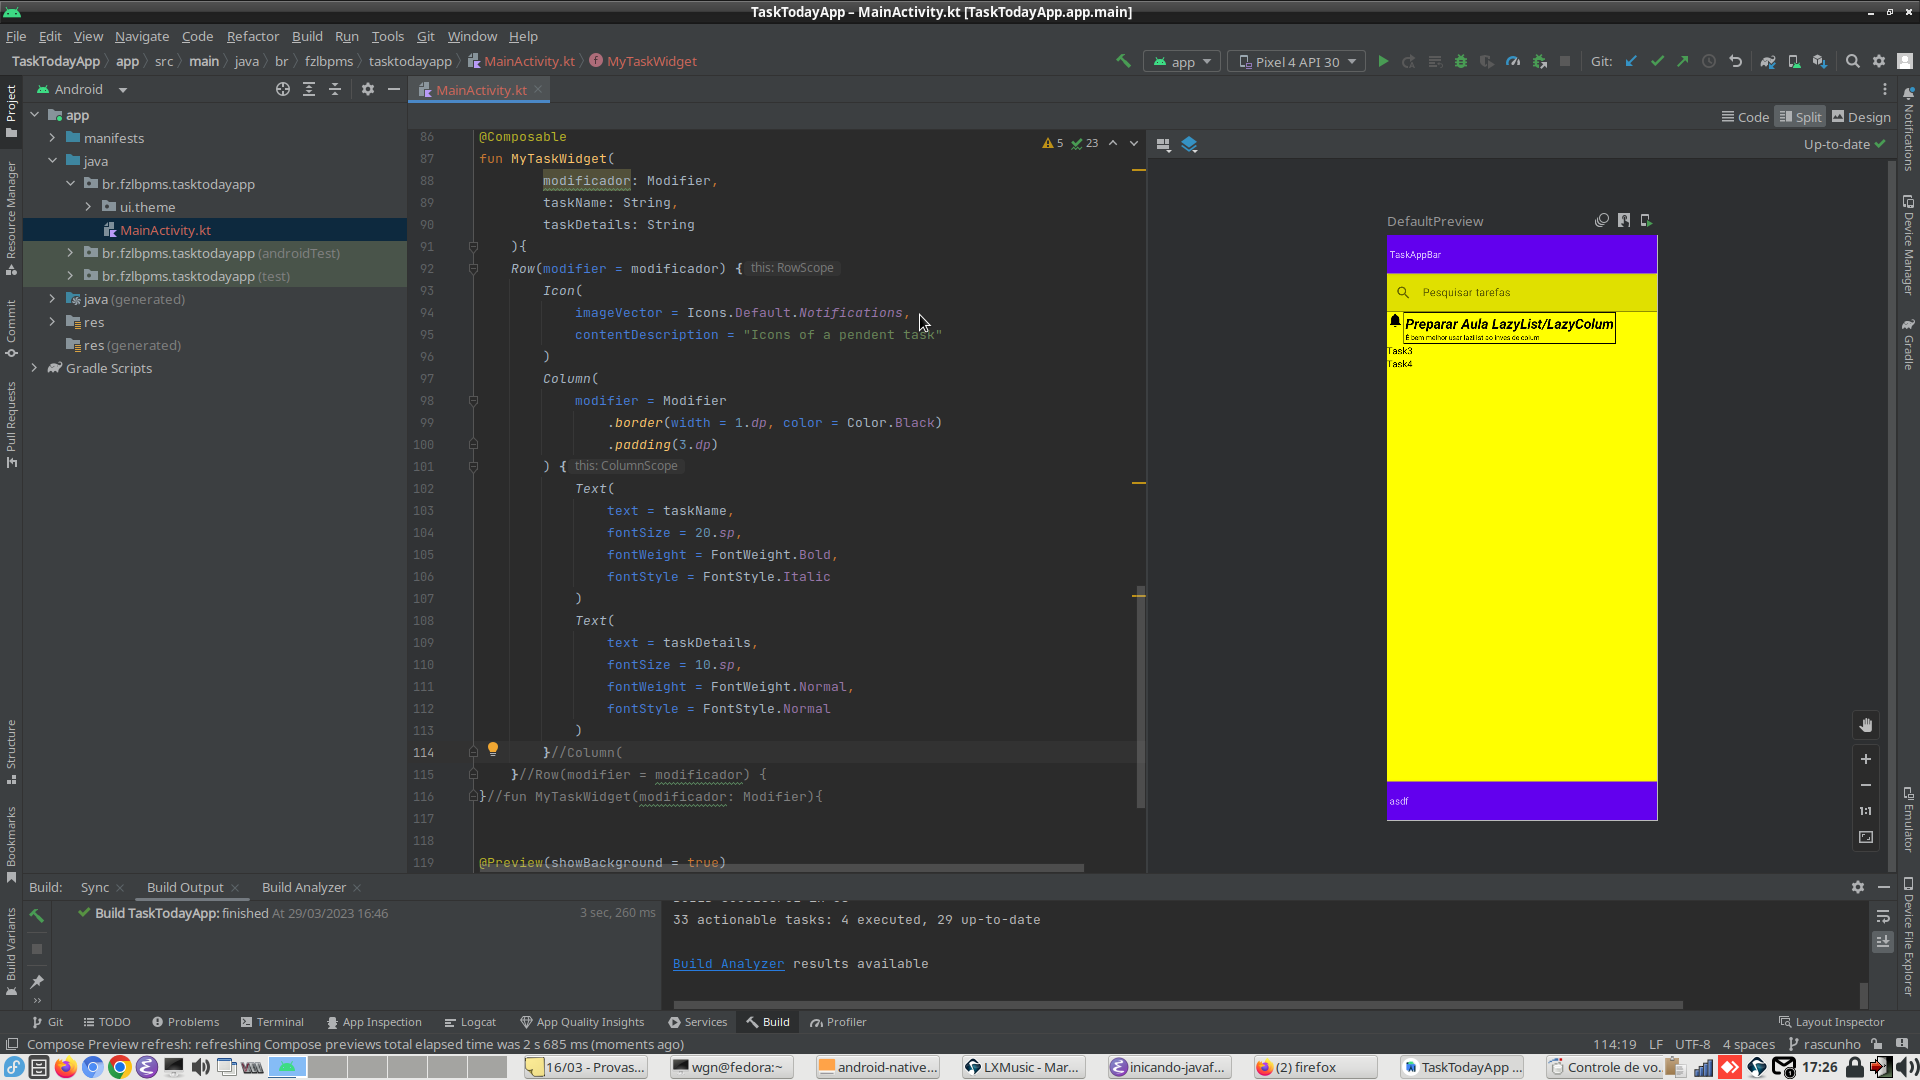 TaskTodayApp – MainActivity.kt [TaskTodayApp.app.main]
File Edit View Navigate Code Refactor Build Run Tools Git Window Help
TaskTodayApp app src main java br fzlbpms tasktodayapp MainActivity.kt MyTaskWidget app Pixel 4 API 30 Git:
Android
MainActivity.kt
Code Split Design
Project
Resource Manager
Commit
Pull Requests
Structure
Bookmarks
Build Variants
app
manifests
java
br.fzlbpms.tasktodayapp
ui.theme
MainActivity.kt
br.fzlbpms.tasktodayapp (androidTest)
br.fzlbpms.tasktodayapp (test)
java (generated)
res
res (generated)
Gradle Scripts
5 23
86 @Composable
87 fun MyTaskWidget(
88 modificador: Modifier,
89 taskName: String,
90 taskDetails: String
91 ){
92 Row(modifier = modificador) { this: RowScope
93 Icon(
94 imageVector = Icons.Default.Notifications,
95 contentDescription = "Icons of a pendent task"
96 )
97 Column(
98 modifier = Modifier
99 .border(width = 1.dp, color = Color.Black)
100 .padding(3.dp)
101 ) { this: ColumnScope
102 Text(
103 text = taskName,
104 fontSize = 20.sp,
105 fontWeight = FontWeight.Bold,
106 fontStyle = FontStyle.Italic
107 )
108 Text(
109 text = taskDetails,
110 fontSize = 10.sp,
111 fontWeight = FontWeight.Normal,
112 fontStyle = FontStyle.Normal
113 )
114 }//Column(
115 }//Row(modifier = modificador) {
116 }//fun MyTaskWidget(modificador: Modifier){
117
118
119 @Preview(showBackground = true)
Up-to-date
DefaultPreview
TaskAppBar
Pesquisar tarefas
Preparar Aula LazyList/LazyColum
Task3
Task4
asdf
1:1
Notifications
Device Manager
Gradle
Emulator
Device File Explorer
Build: Sync Build Output Build Analyzer
Build TaskTodayApp: finished At 29/03/2023 16:46 3 sec, 260 ms
33 actionable tasks: 4 executed, 29 up-to-date
Build Analyzer results available
Git TODO Problems Terminal App Inspection Logcat App Quality Insights Services Build Profiler Layout Inspector
Compose Preview refresh: refreshing Compose previews total elapsed time was 2 s 685 ms (moments ago) 114:19 LF UTF-8 4 spaces rascunho
16/03 - Provas... wgn@fedora:~ android-native... LXMusic - Mar... inicando-javaf... (2) firefox TaskTodayApp ... Controle de vo... 17:26